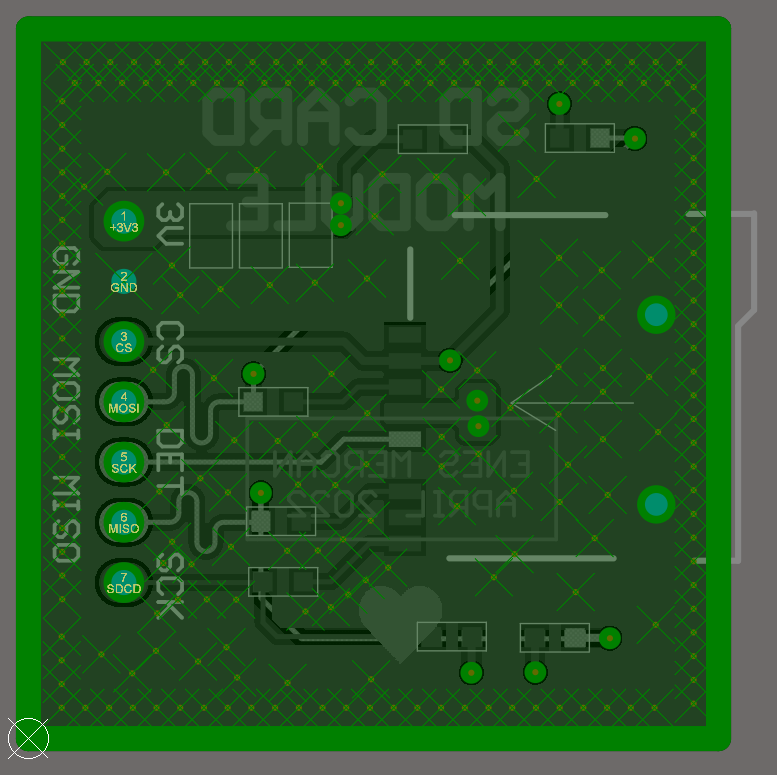 SD CARD
MODULE
1
+3V3
3V
2
GND
GND
3
CS
CS
4
MOSI
MOSI
5
SCK
DET
ENES MERCAN
APRIL 2022
6
MISO
MISO
7
SDCD
SCK